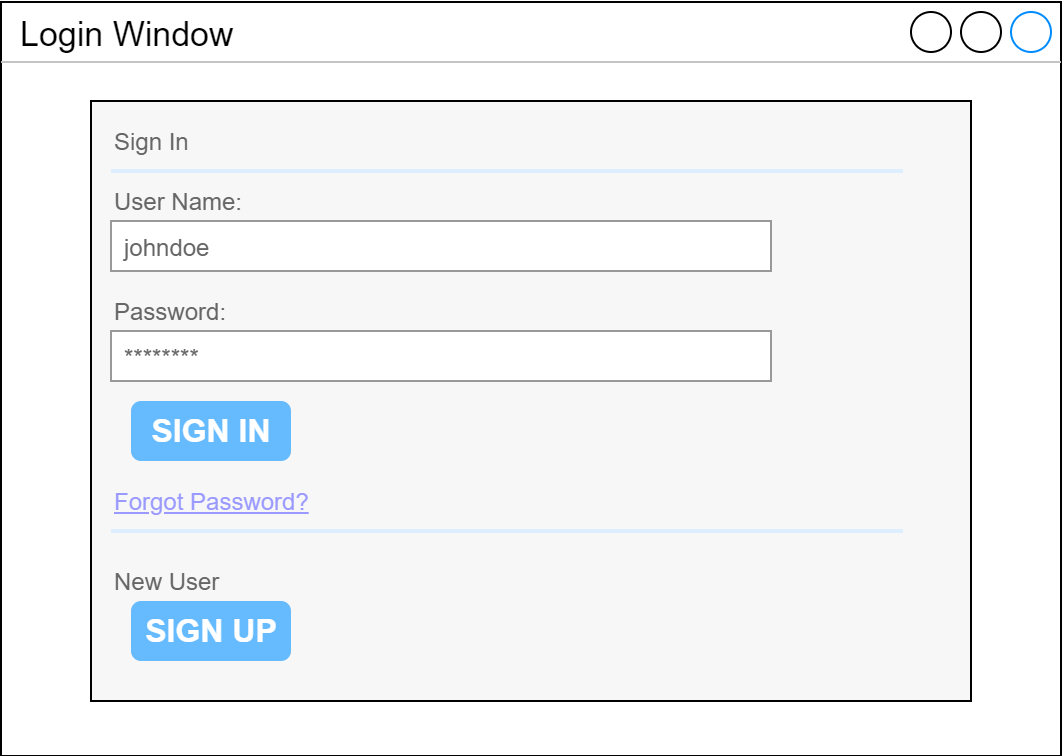 Login Window
Sign In
User Name:
johndoe
Password:
********
SIGN IN
Forgot Password?
New User
SIGN UP